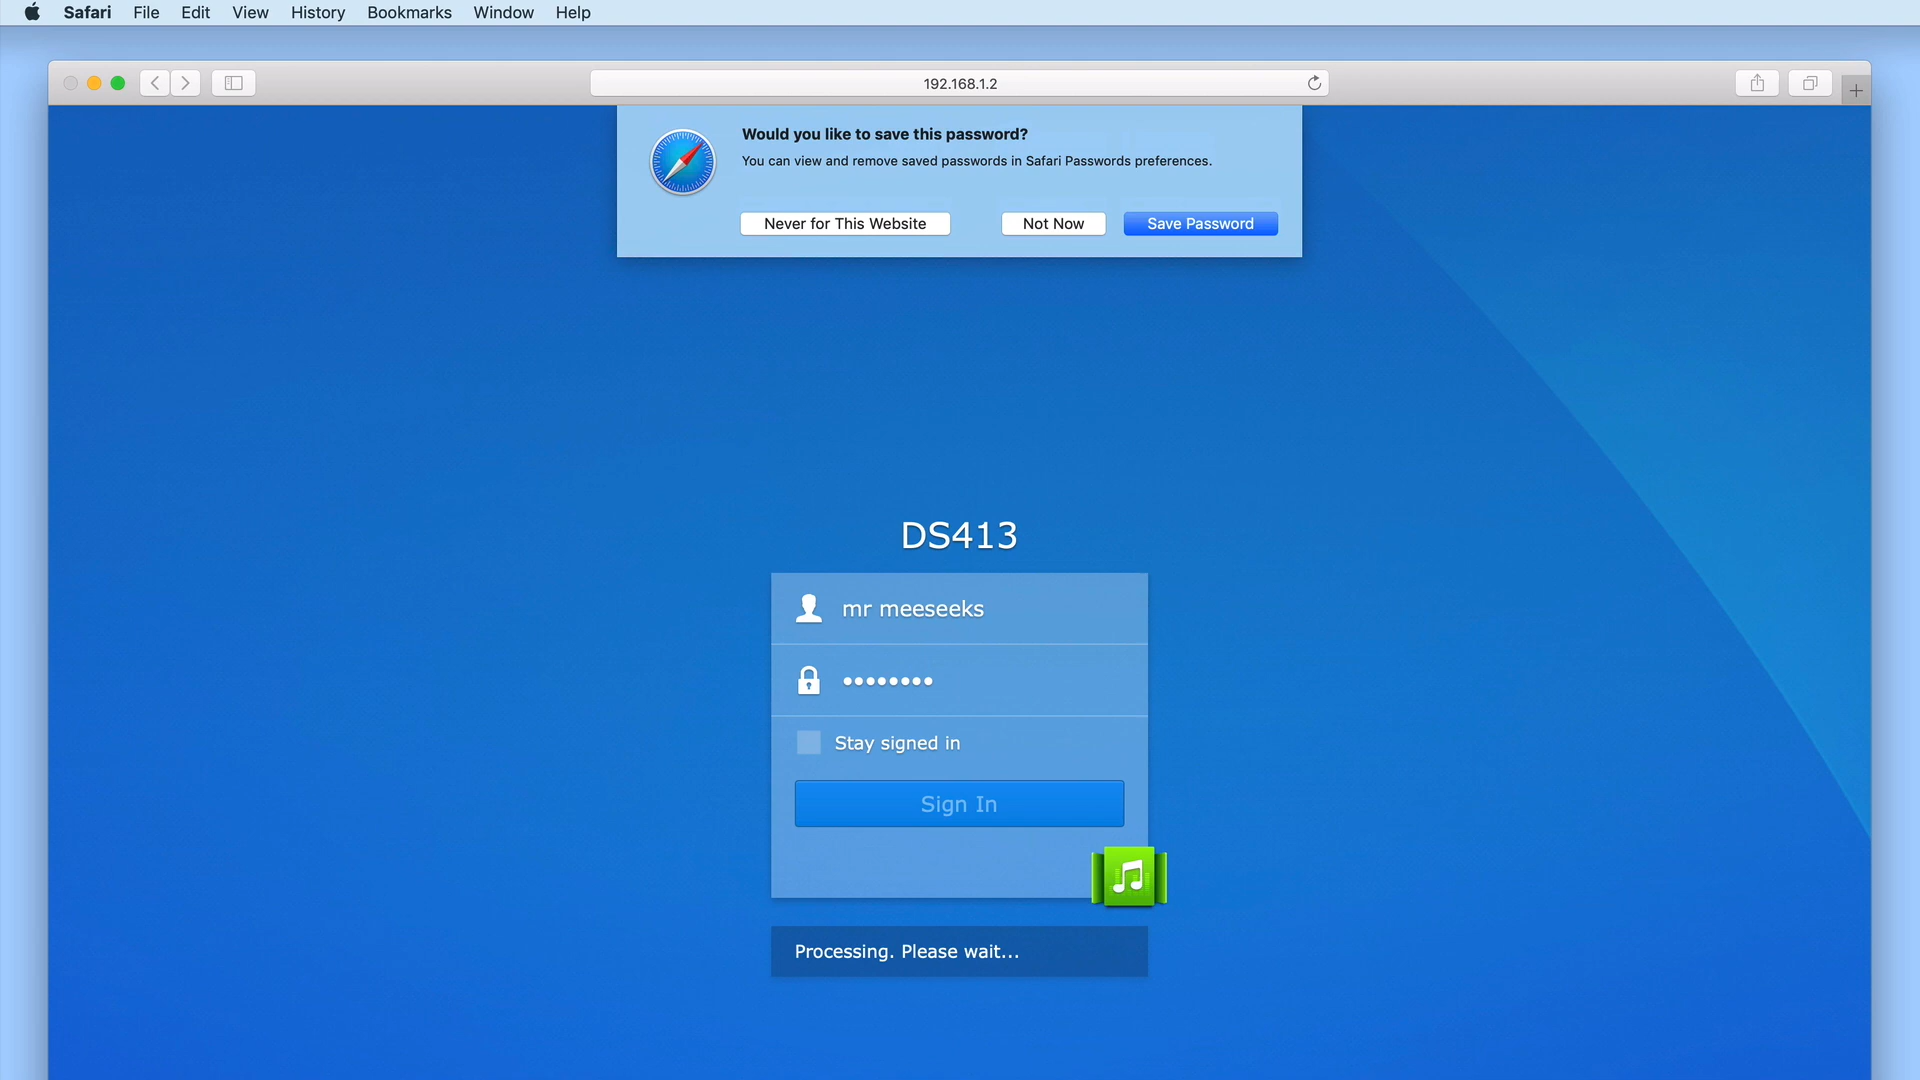 Safari File Edit View History Bookmarks Window Help
192.168.1.2
Would you like to save this password?
You can view and remove saved passwords in Safari Passwords preferences.
Never for This Website Not Now Save Password
DS413
mr meeseeks
••••••••
Stay signed in
Sign In
Processing. Please wait...